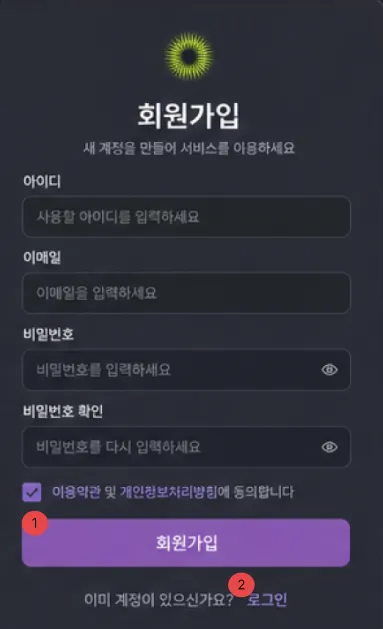 회원가입
새 계정을 만들어 서비스를 이용하세요
아이디
사용할 아이디를 입력하세요
이메일
이메일을 입력하세요
비밀번호
비밀번호를 입력하세요
비밀번호 확인
비밀번호를 다시 입력하세요
이용약관 및 개인정보처리방침에 동의합니다
1
회원가입
2
이미 계정이 있으신가요? 로그인